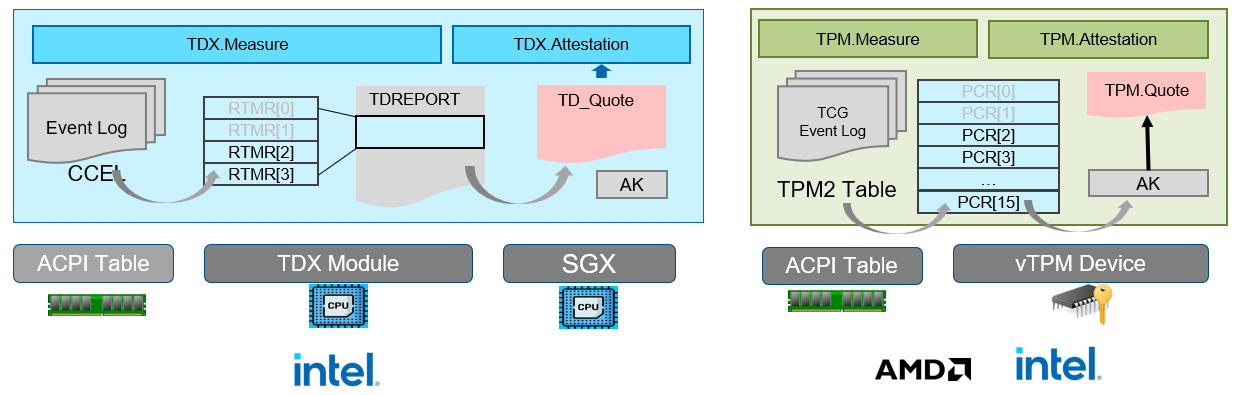 TDX.Measure
TDX.Attestation
Event Log
CCEL
RTMR[0]
RTMR[1]
RTMR[2]
RTMR[3]
TDREPORT
TD_Quote
AK
ACPI Table
TDX Module
SGX
CPU
CPU
intel.
TPM.Measure
TPM.Attestation
TCG
Event Log
TPM2 Table
PCR[0]
PCR[1]
PCR[2]
PCR[3]
...
PCR[15]
TPM.Quote
AK
ACPI Table
vTPM Device
AMD
intel.